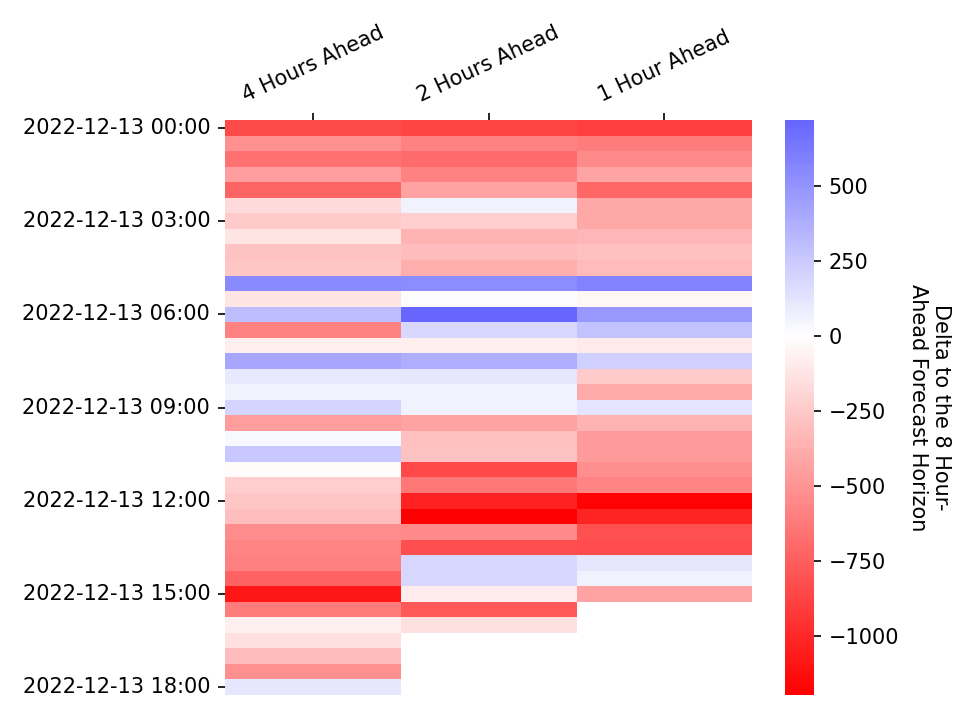 4 Hours Ahead
2 Hours Ahead
1 Hour Ahead
2022-12-13 00:00
2022-12-13 03:00
2022-12-13 06:00
2022-12-13 09:00
2022-12-13 12:00
2022-12-13 15:00
2022-12-13 18:00
500
250
0
−250
−500
−750
−1000
Delta to the 8 Hour-
Ahead Forecast Horizon